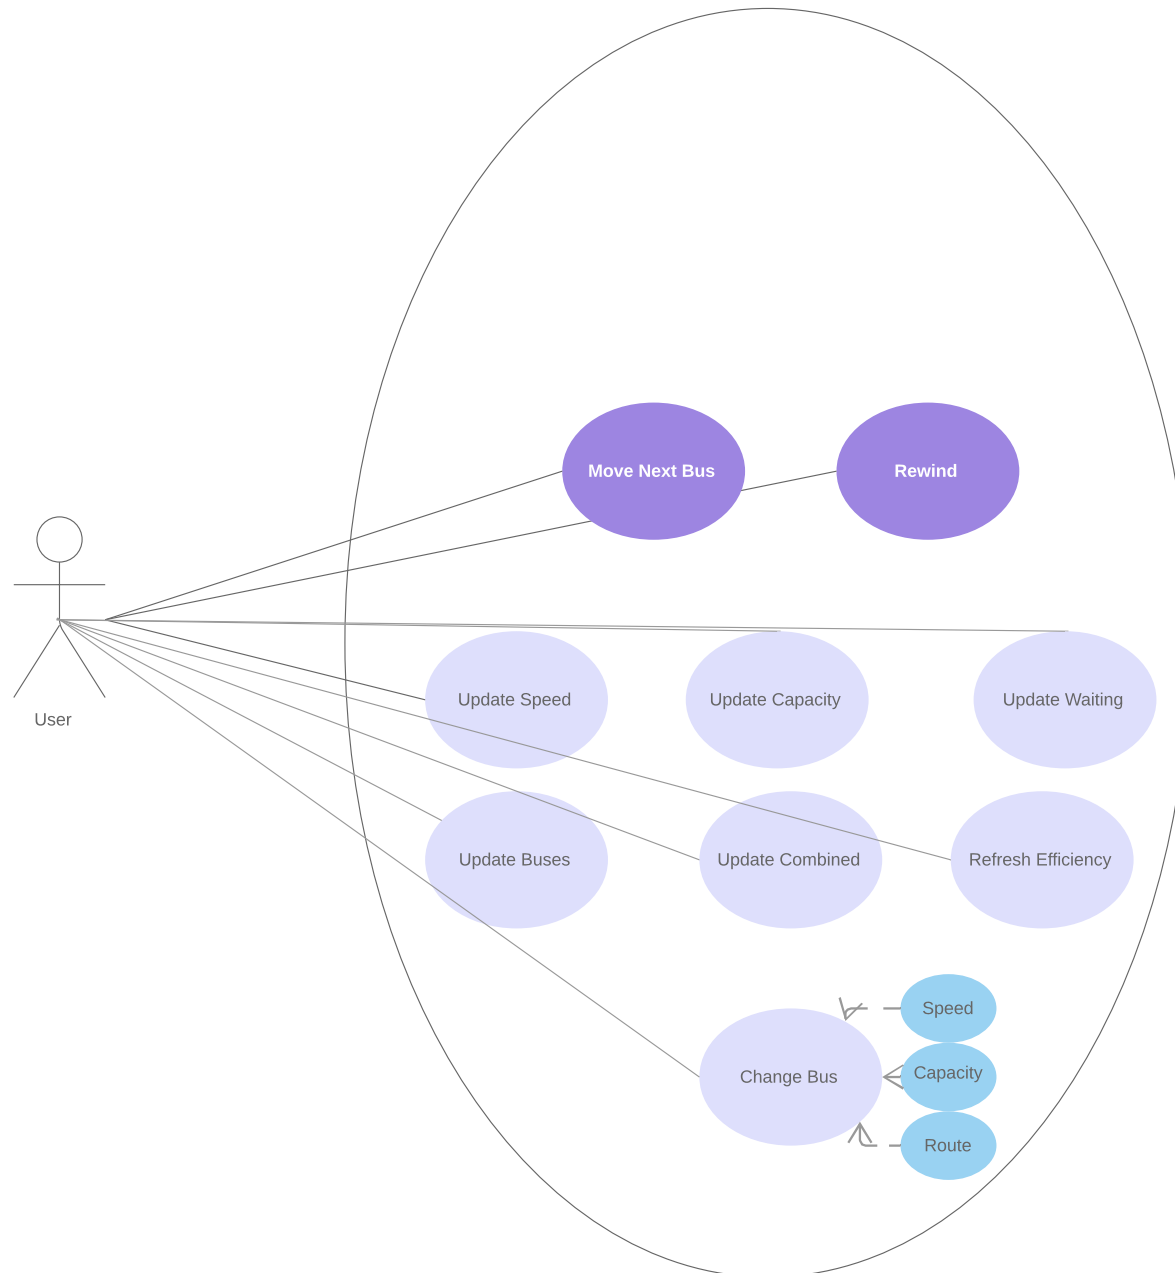 Move Next Bus
Rewind
User
Update Speed
Update Capacity
Update Waiting
Update Buses
Update Combined
Refresh Efficiency
Change Bus
Speed
Capacity
Route